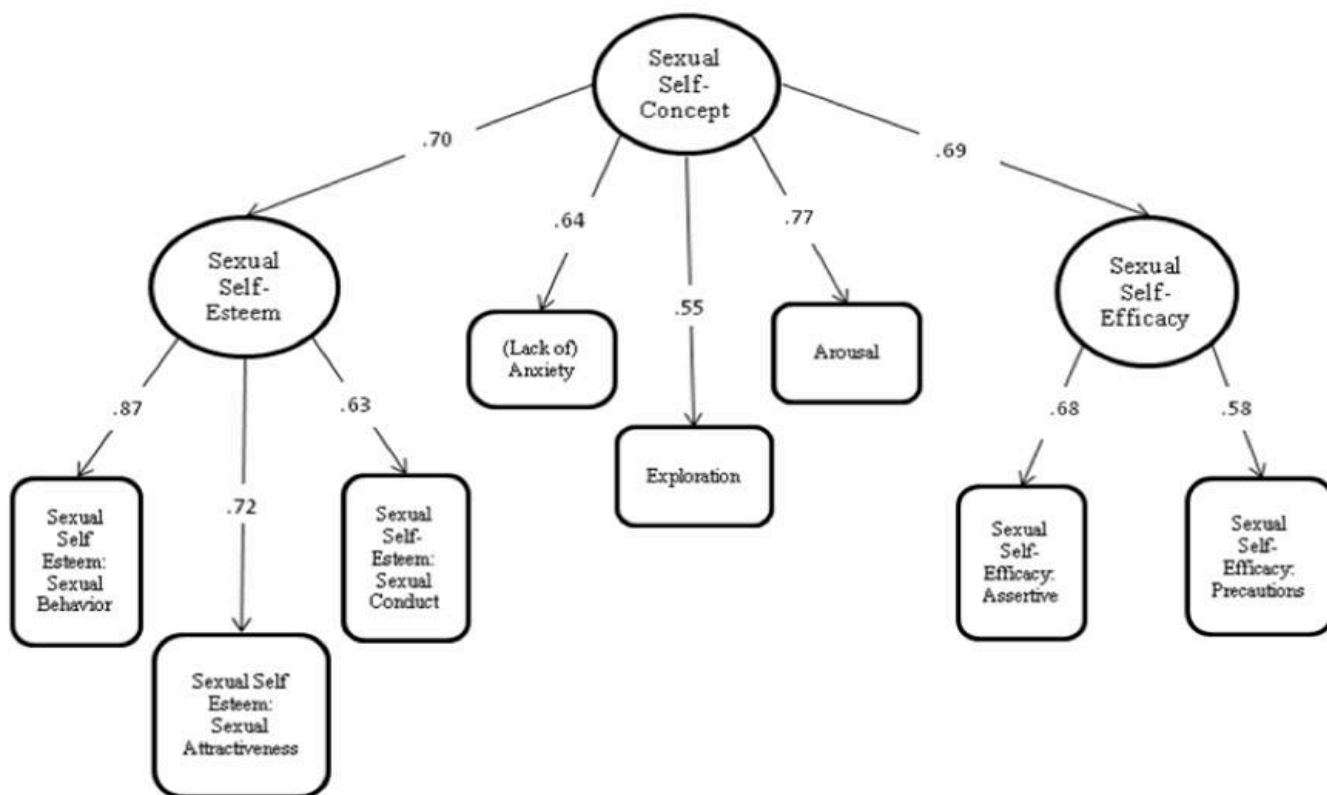 Sexual
Self-
Concept
.70
.69
.64
.77
.55
Sexual
Self-
Esteem
Sexual
Self-
Efficacy
(Lack of)
Anxiety
Arousal
.87
.63
.72
.68
.58
Exploration
Sexual
Self
Esteem:
Sexual
Behavior
Sexual
Self-
Esteem:
Sexual
Conduct
Sexual
Self-
Efficacy:
Assertive
Sexual
Self-
Efficacy:
Precautions
Sexual Self
Esteem:
Sexual
Attractiveness